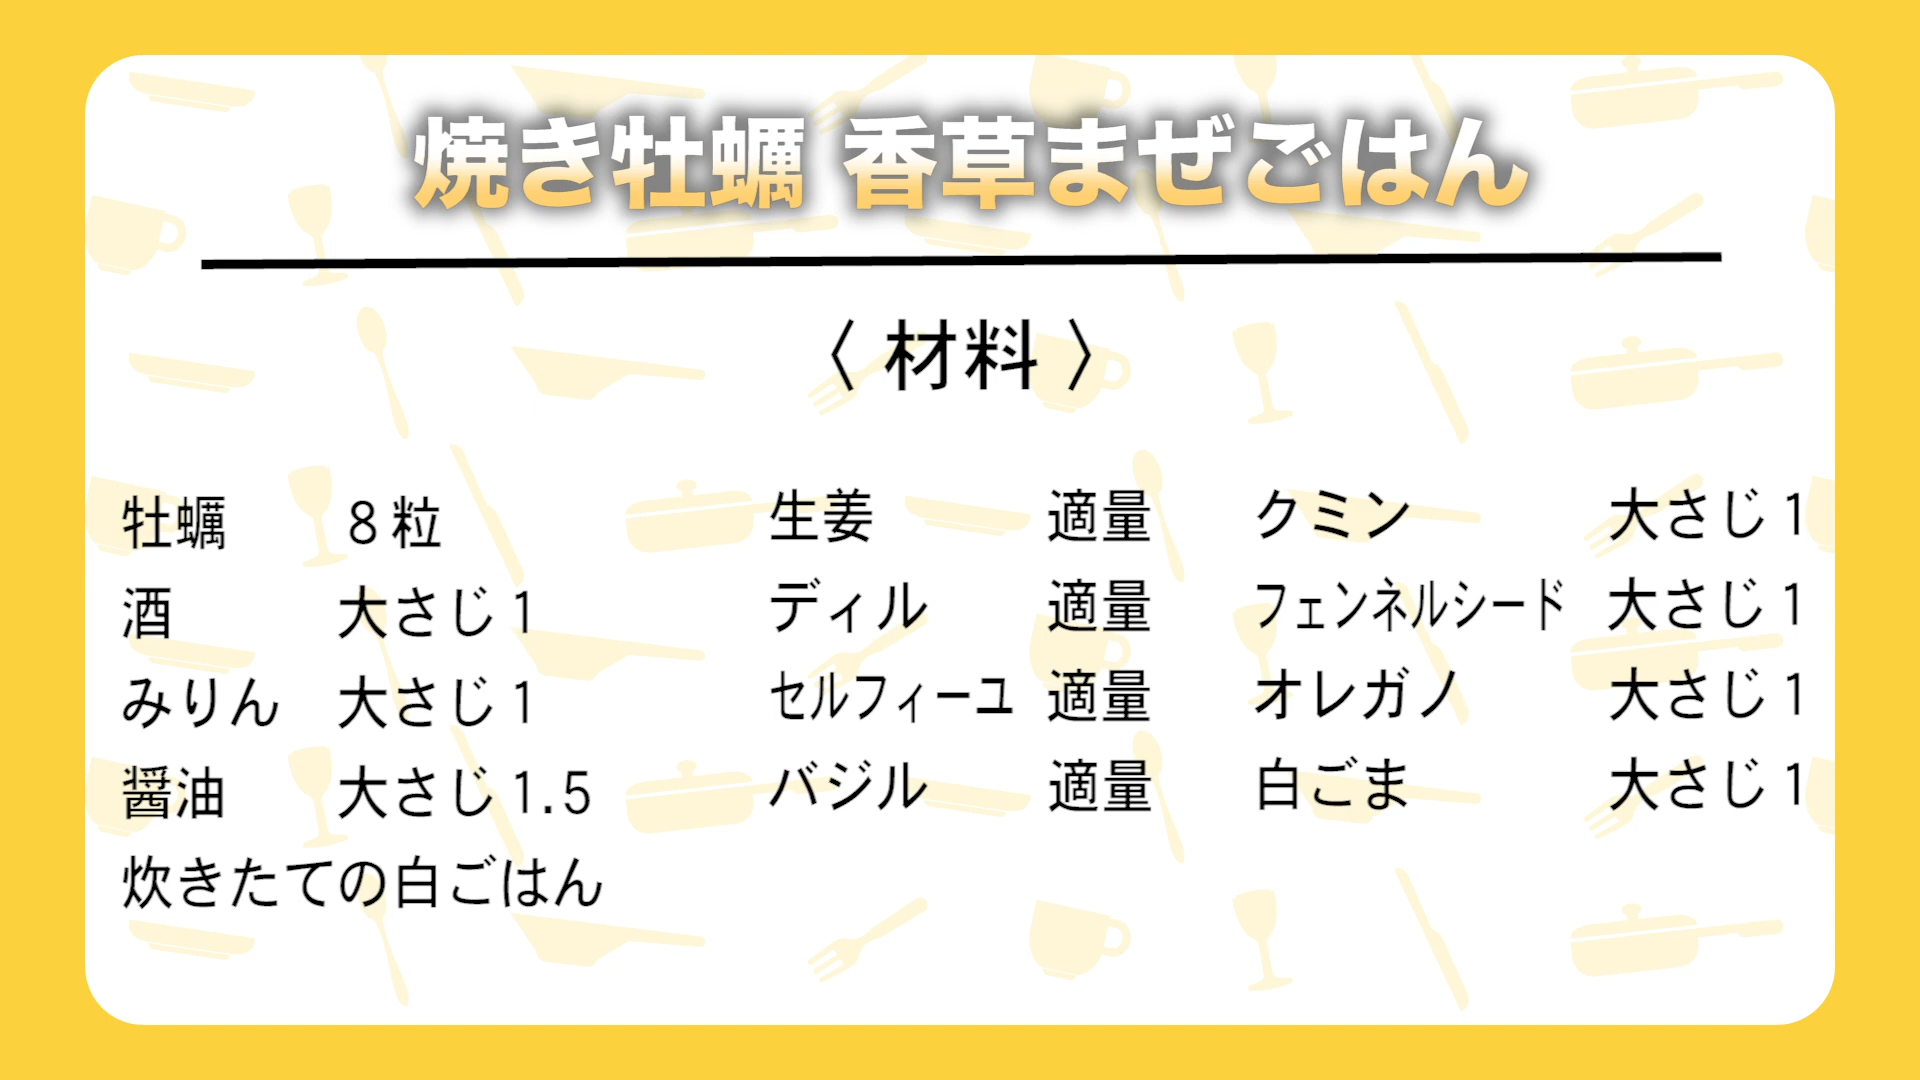 焼き牡蠣 香草まぜごはん
〈 材料 〉
牡蠣 8粒
酒 大さじ1
みりん 大さじ1
醤油 大さじ1.5
炊きたての白ごはん
生姜 適量
ディル 適量
セルフィーユ 適量
バジル 適量
クミン 大さじ1
フェンネルシード 大さじ1
オレガノ 大さじ1
白ごま 大さじ1